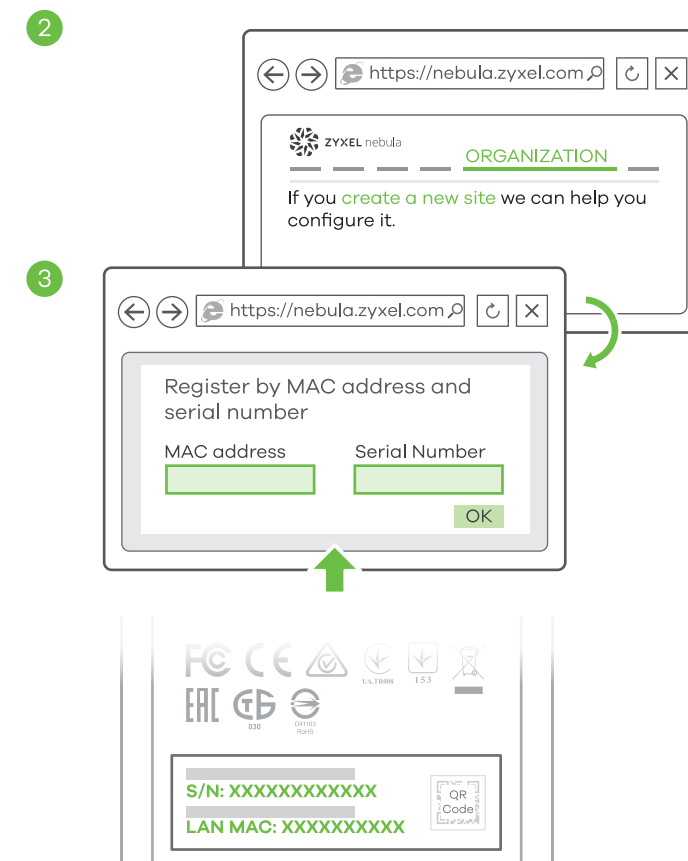 2
https://nebula.zyxel.com
ZYXEL nebula
ORGANIZATION
If you create a new site we can help you
configure it.
3
https://nebula.zyxel.com
Register by MAC address and
serial number
MAC address Serial Number
OK
FC CE UA.TR008 153
EAC 030 D41163
RoHS
S/N: XXXXXXXXXXXX
LAN MAC: XXXXXXXXXX
QR
Code